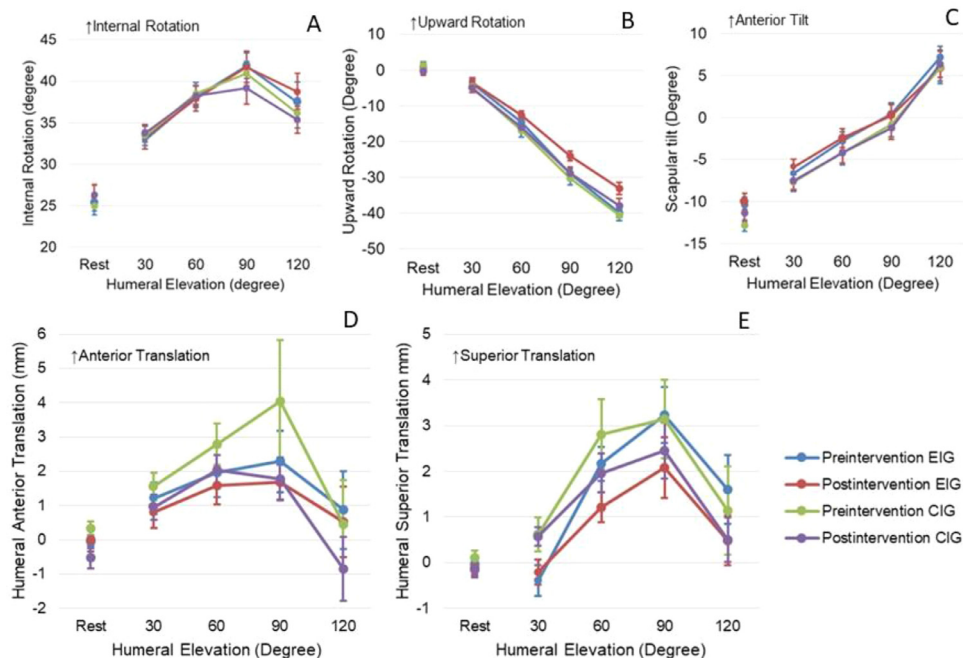 A
↑Internal Rotation
Internal Rotation (degree)
45
40
35
30
25
20
Rest 30 60 90 120
Humeral Elevation (degree)
B
↑Upward Rotation
Upward Rotation (Degree)
10
0
-10
-20
-30
-40
-50
Rest 30 60 90 120
Humeral Elevation (Degree)
C
↑Anterior Tilt
Scapular tilt (Degree)
10
5
0
-5
-10
-15
Rest 30 60 90 120
Humeral Elevation (Degree)
D
↑Anterior Translation
Humeral Anterior Translation (mm)
6
5
4
3
2
1
0
-1
-2
Rest 30 60 90 120
Humeral Elevation (Degree)
E
↑Superior Translation
Humeral Superior Translation mm)
5
4
3
2
1
0
-1
Rest 30 60 90 120
Humeral Elevation (Degree)
Preintervention EIG
Postintervention EIG
Preintervention CIG
Postintervention CIG